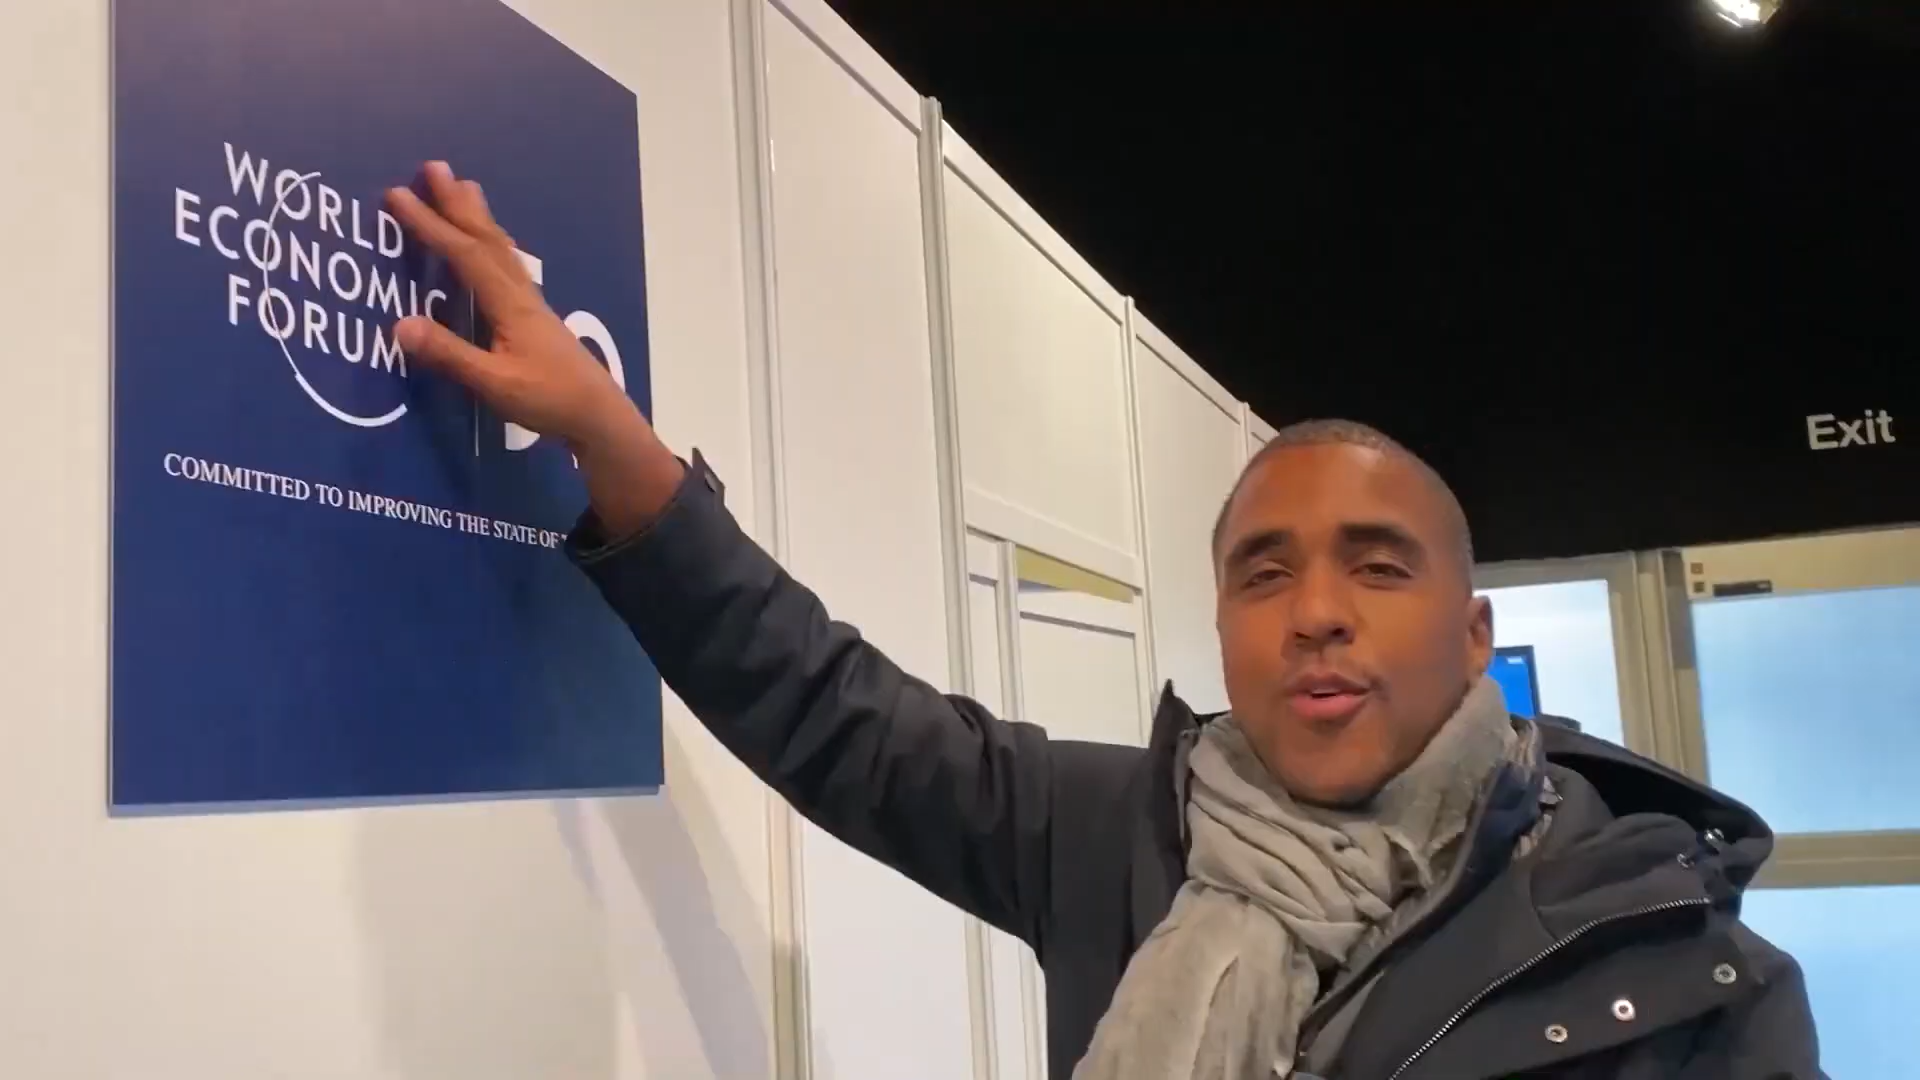 WORLD
ECONOMIC
FORUM
COMMITTED TO IMPROVING THE STATE OF
Exit